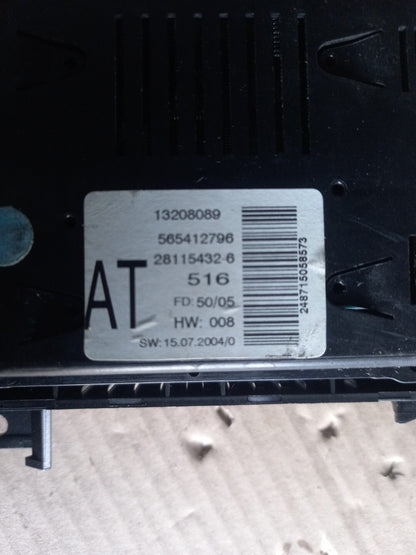 13208089
565412796
28115432-6
AT
516
FD: 50/05
HW: 008
SW: 15.07.2004/0
2487150585​73